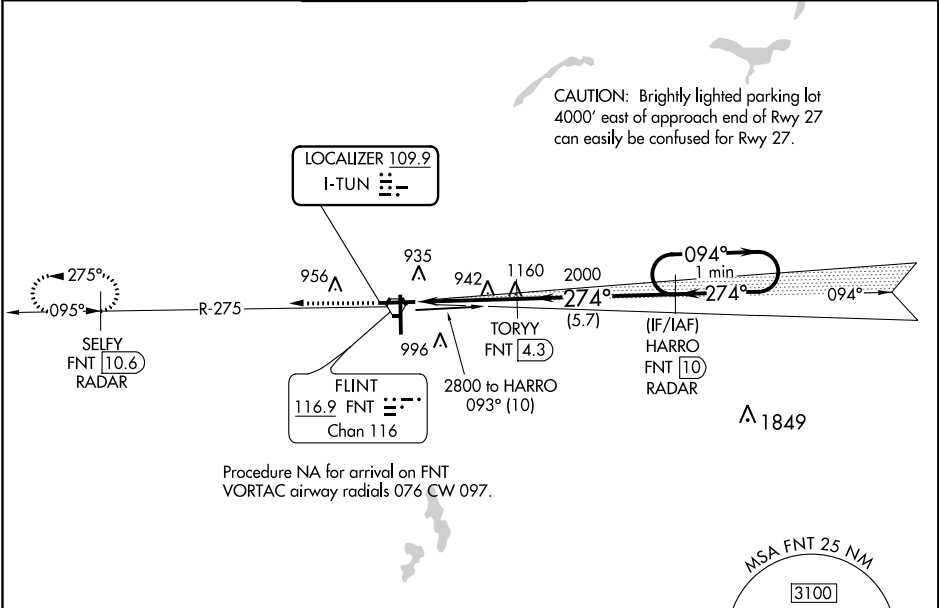 CAUTION: Brightly lighted parking lot
4000' east of approach end of Rwy 27
can easily be confused for Rwy 27.
LOCALIZER 109.9
I-TUN
935
956
942
1160
2000
094°
1 min
275°
274°
274°
094°
095°
R-275
(5.7)
SELFY
FNT 10.6
RADAR
996
TORYY
FNT 4.3
(IF/IAF)
HARRO
FNT 10
RADAR
FLINT
116.9 FNT
Chan 116
2800 to HARRO
093° (10)
1849
Procedure NA for arrival on FNT
VORTAC airway radials 076 CW 097.
MSA FNT 25 NM
3100